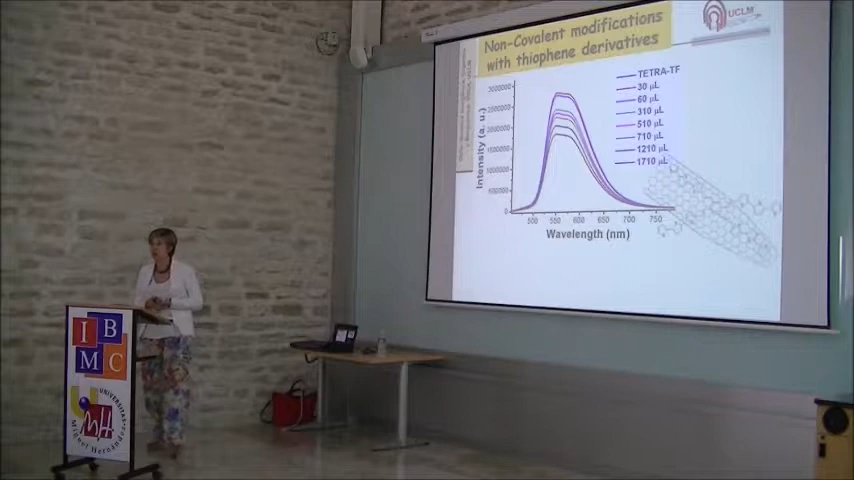 Non-Covalent modifications
with thiophene derivatives
UCLM
TETRA-TF
30 µL
60 µL
310 µL
510 µL
710 µL
1210 µL
1710 µL
Intensity (a. u.)
3000000
2500000
2000000
1500000
1000000
500000
0
500 550 600 650 700 750
Wavelength (nm)
I B
M C
UNIVERSITAS
Miguel Hernández